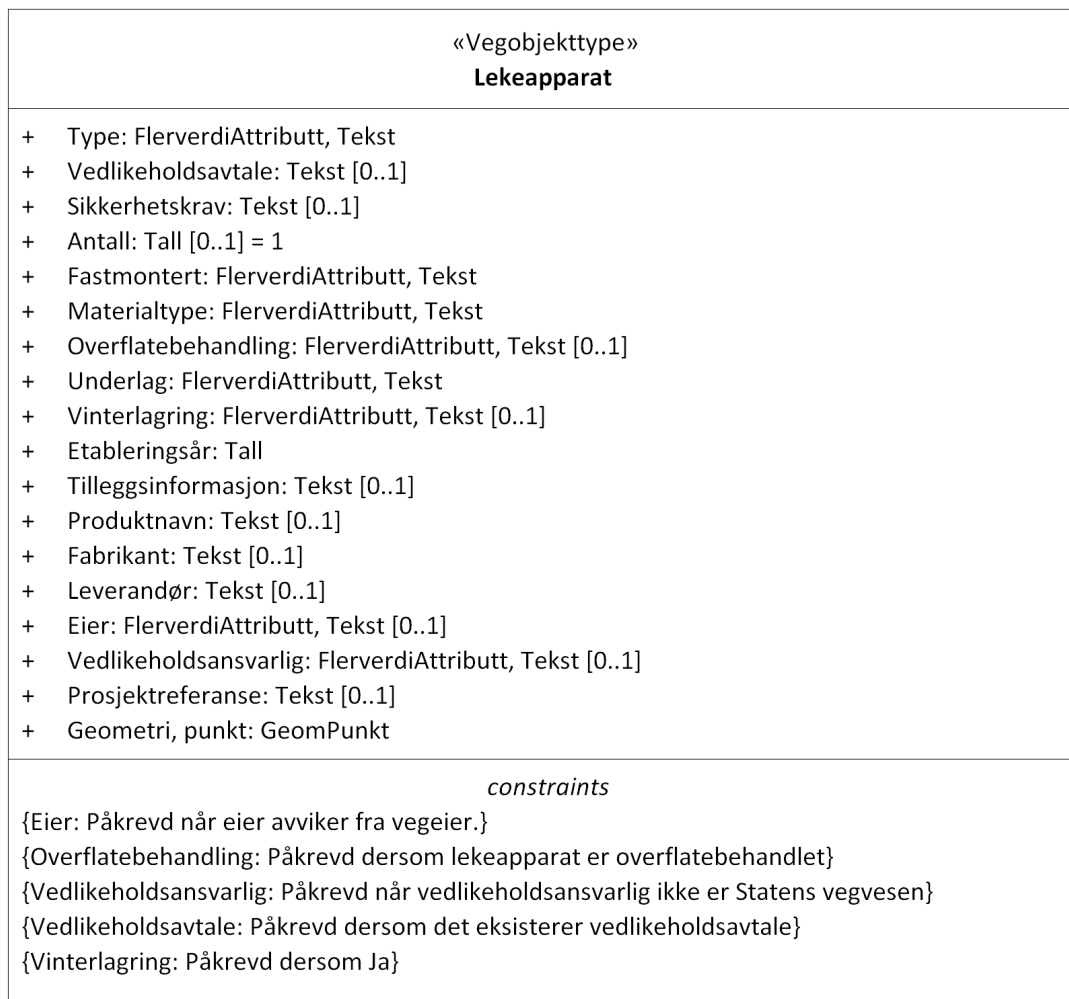 «Vegobjekttype»
Lekeapparat
+ Type: FlerverdiAttributt, Tekst
+ Vedlikeholdsavtale: Tekst [0..1]
+ Sikkerhetskrav: Tekst [0..1]
+ Antall: Tall [0..1] = 1
+ Fastmontert: FlerverdiAttributt, Tekst
+ Materialtype: FlerverdiAttributt, Tekst
+ Overflatebehandling: FlerverdiAttributt, Tekst [0..1]
+ Underlag: FlerverdiAttributt, Tekst
+ Vinterlagring: FlerverdiAttributt, Tekst [0..1]
+ Etableringsår: Tall
+ Tilleggsinformasjon: Tekst [0..1]
+ Produktnavn: Tekst [0..1]
+ Fabrikant: Tekst [0..1]
+ Leverandør: Tekst [0..1]
+ Eier: FlerverdiAttributt, Tekst [0..1]
+ Vedlikeholdsansvarlig: FlerverdiAttributt, Tekst [0..1]
+ Prosjektreferanse: Tekst [0..1]
+ Geometri, punkt: GeomPunkt
constraints
{Eier: Påkrevd når eier avviker fra vegeier.}
{Overflatebehandling: Påkrevd dersom lekeapparat er overflatebehandlet}
{Vedlikeholdsansvarlig: Påkrevd når vedlikeholdsansvarlig ikke er Statens vegvesen}
{Vedlikeholdsavtale: Påkrevd dersom det eksisterer vedlikeholdsavtale}
{Vinterlagring: Påkrevd dersom Ja}